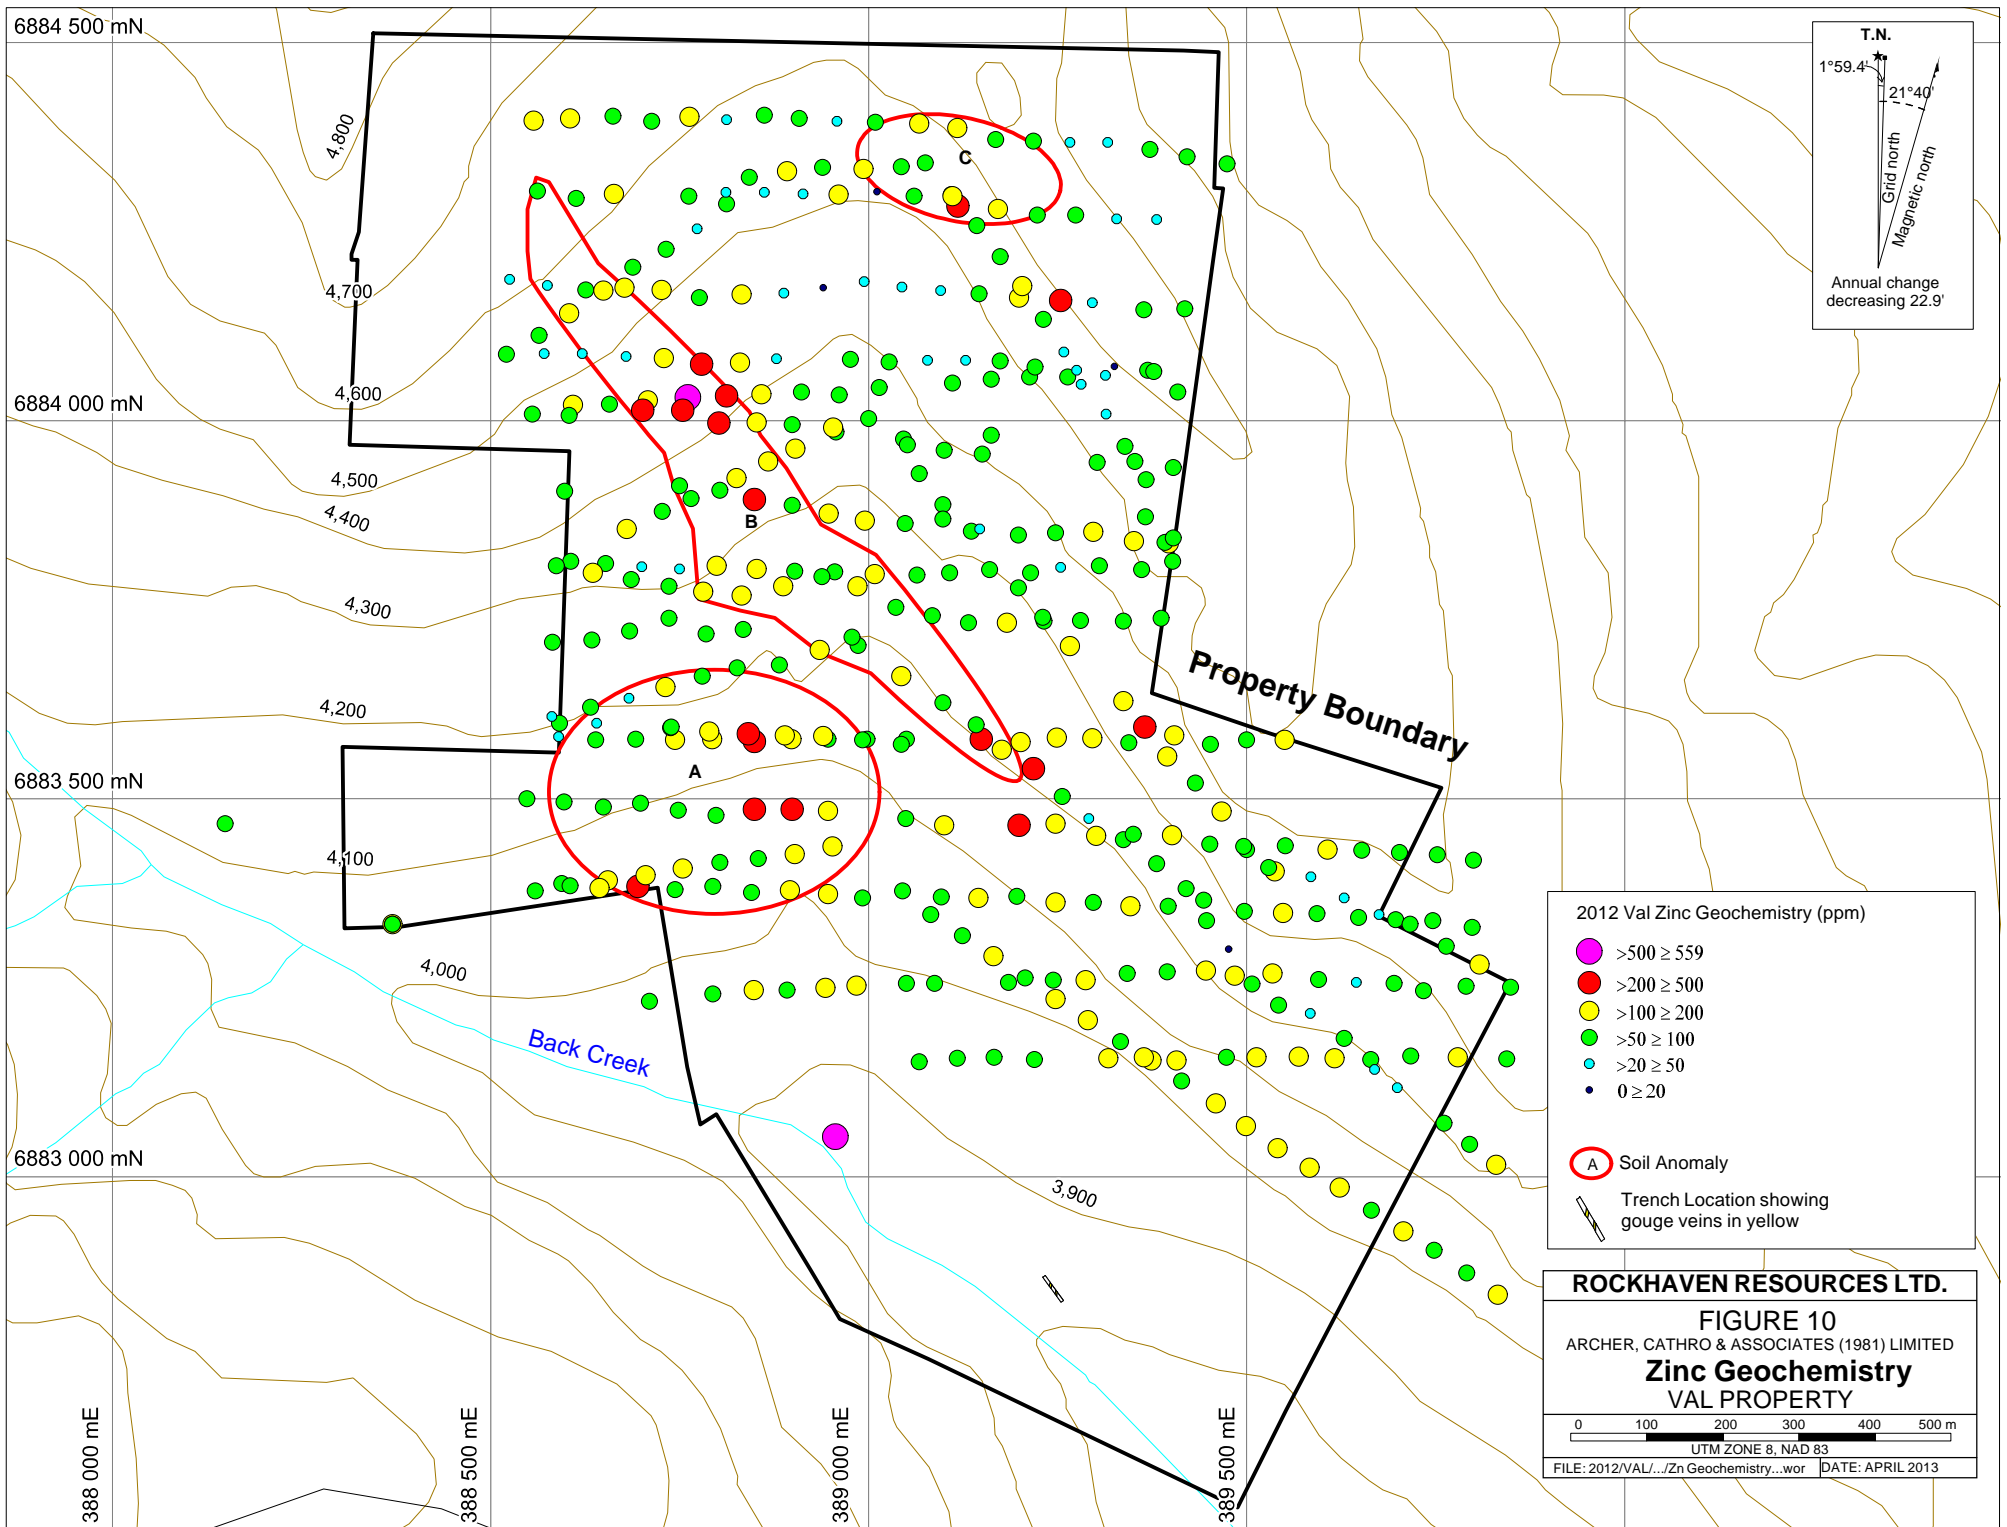 6884 500 mN
6884 000 mN
6883 500 mN
6883 000 mN
388 000 mE
388 500 mE
389 000 mE
389 500 mE
4,800
4,700
4,600
4,500
4,400
4,300
4,200
4,100
4,000
3,900
A
B
C
Property Boundary
Back Creek
T.N.
1°59.4'
21°40'
Grid north
Magnetic north
Annual change
decreasing 22.9'
2012 Val Zinc Geochemistry (ppm)
>500 ≥ 559
>200 ≥ 500
>100 ≥ 200
>50 ≥ 100
>20 ≥ 50
0 ≥ 20
A Soil Anomaly
Trench Location showing
gouge veins in yellow
ROCKHAVEN RESOURCES LTD.
FIGURE 10
ARCHER, CATHRO & ASSOCIATES (1981) LIMITED
Zinc Geochemistry
VAL PROPERTY
0 100 200 300 400 500 m
UTM ZONE 8, NAD 83
FILE: 2012/VAL/.../Zn Geochemistry...wor DATE: APRIL 2013